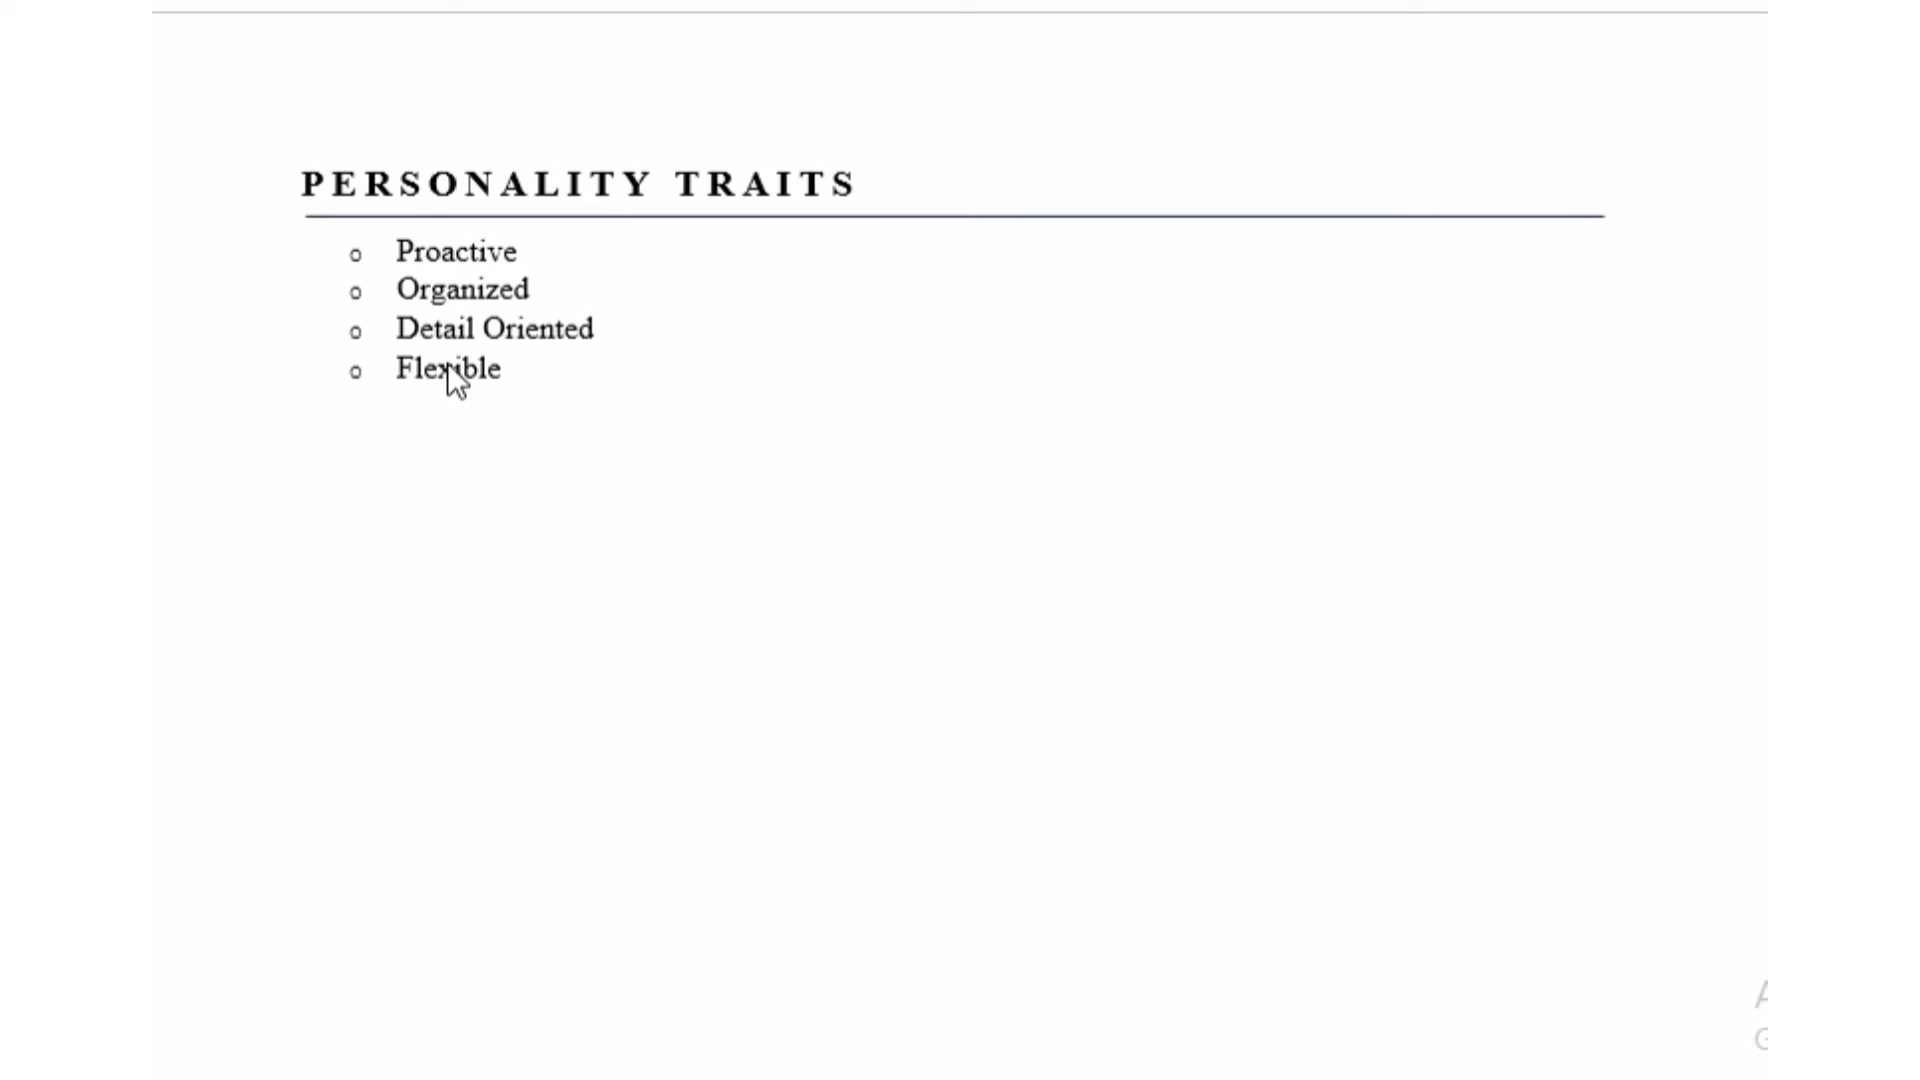 PERSONALITY TRAITS
o Proactive
o Organized
o Detail Oriented
o Flexible